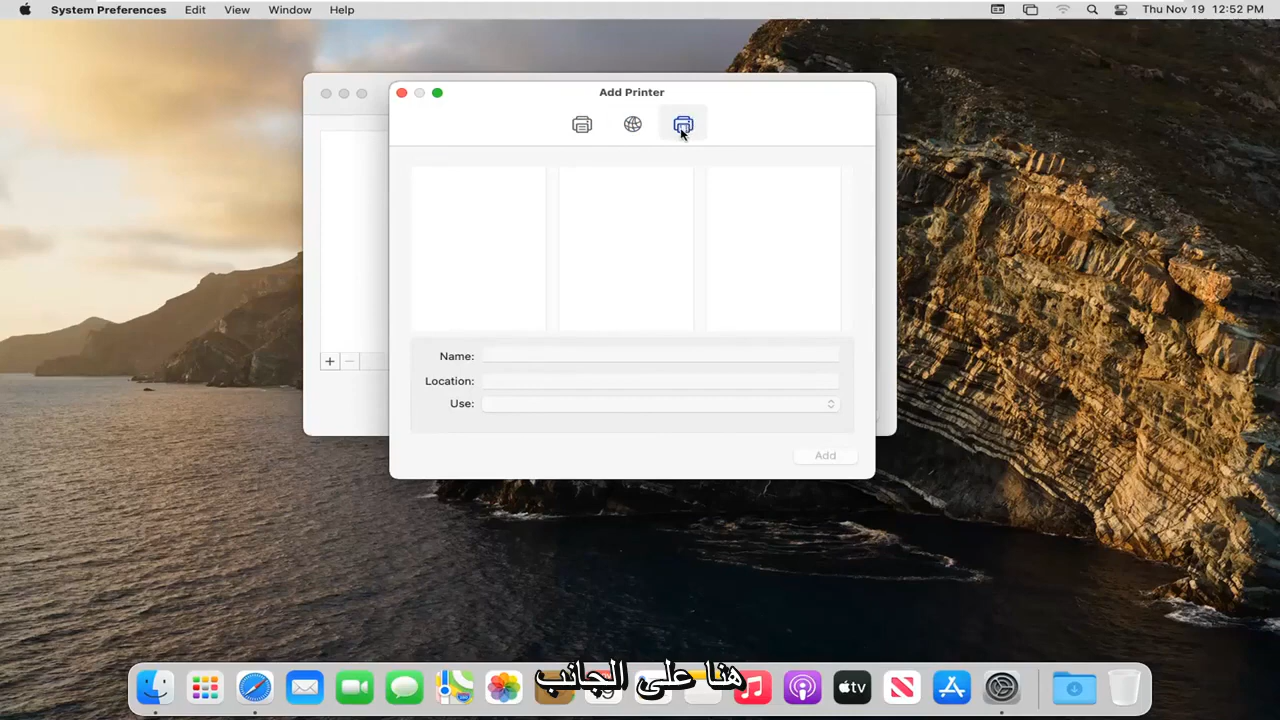 System Preferences Edit View Window Help Thu Nov 19 12:52 PM
Add Printer
Name:
Location:
Use:
Add
هنا على الجانب
tv